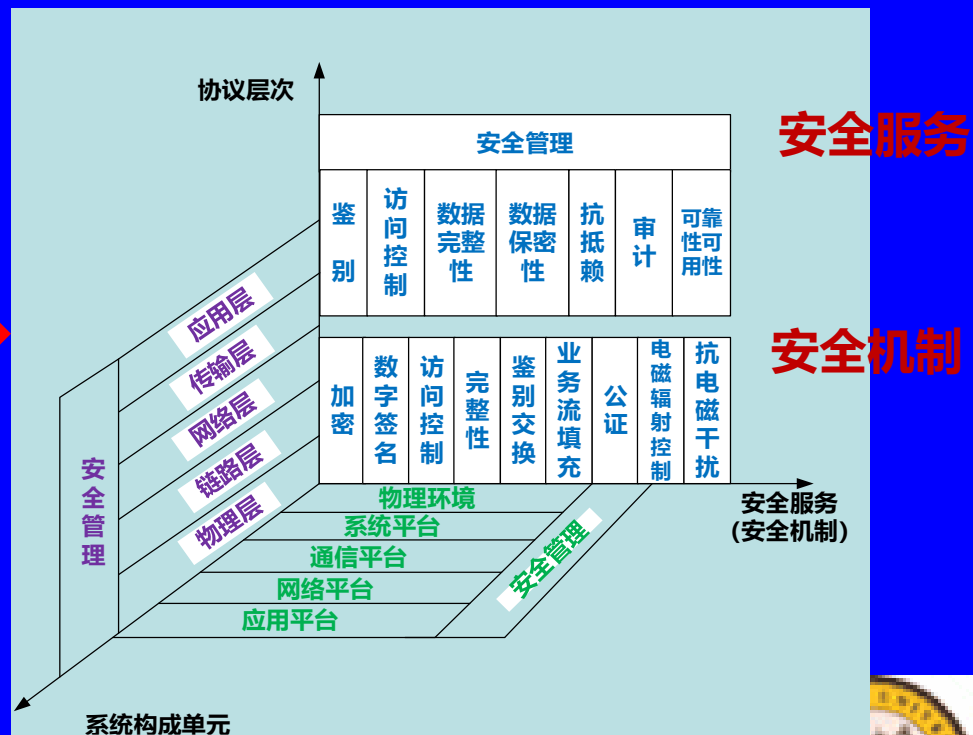 协议层次
安全服务
安全管理
鉴别
访问控制
数据
完整
性
数据
保密
性
抗抵赖
审计
可靠
性可
用性
安全机制
加密
数字签名
访问控制
完整性
鉴别交换
业务流填充
公证
电磁辐射控制
抗电磁干扰
应用层
传输层
网络层
链路层
物理层
安全管理
物理环境
系统平台
通信平台
网络平台
应用平台
安全管理
安全服务
(安全机制)
系统构成单元